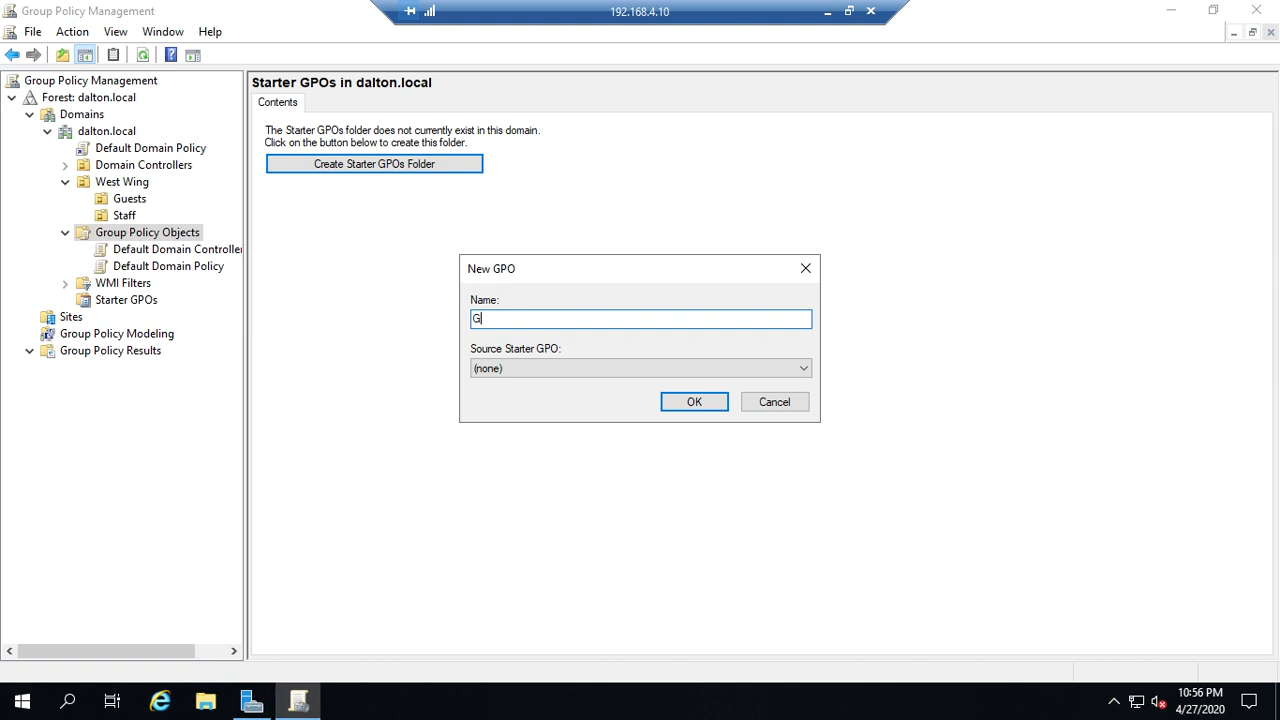 Group Policy Management
192.168.4.10
File Action View Window Help
Group Policy Management
Forest: dalton.local
Domains
dalton.local
Default Domain Policy
Domain Controllers
West Wing
Guests
Staff
Group Policy Objects
Default Domain Controlle
Default Domain Policy
WMI Filters
Starter GPOs
Sites
Group Policy Modeling
Group Policy Results
Starter GPOs in dalton.local
Contents
The Starter GPOs folder does not currently exist in this domain.
Click on the button below to create this folder.
Create Starter GPOs Folder
New GPO
Name:
G
Source Starter GPO:
(none)
OK Cancel
10:56 PM
4/27/2020